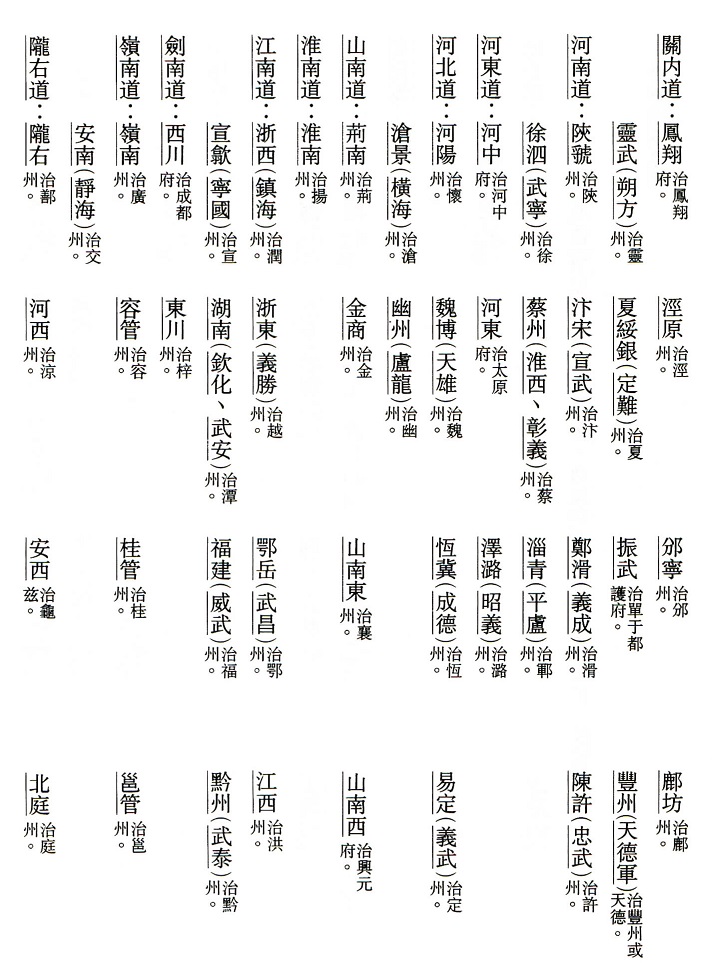 關内道：鳳翔治鳳翔府。 涇原治涇州。 邠寧治邠州。 鄜坊治鄜州。
靈武（朔方）治靈州。 夏綏銀（定難）治夏州。 振武治單于都護府。 豐州（天德軍）治豐州或天德。
河南道：陝虢治陝州。 汴宋（宣武）治汴州。 鄭滑（義成）治滑州。 陳許（忠武）治許州。
徐泗（武寧）治徐州。 蔡州（淮西、彰義）治蔡州。 淄青（平盧）治鄆州。
河東道：河中治河中府。 河東治太原府。 澤潞（昭義）治潞州。
河北道：河陽治懷州。 魏博（天雄）治魏州。 恆冀（成德）治恆州。 易定（義武）治定州。
滄景（橫海）治滄州。 幽州（盧龍）治幽州。
山南道：荊南治荊州。 金商治金州。 山南東治襄州。 山南西治興元府。
淮南道：淮南治揚州。
江南道：浙西（鎮海）治潤州。 浙東（義勝）治越州。 鄂岳（武昌）治鄂州。 江西治洪州。
宣歙（寧國）治宣州。 湖南（欽化、武安）治潭州。 福建（威武）治福州。 黔州（武泰）治黔州。
劍南道：西川治成都府。 東川治梓州。
嶺南道：嶺南治廣州。 容管治容州。 桂管治桂州。 邕管治邕州。
安南（靜海）治交州。
隴右道：隴右治鄯州。 河西治涼州。 安西治龜茲。 北庭治庭州。